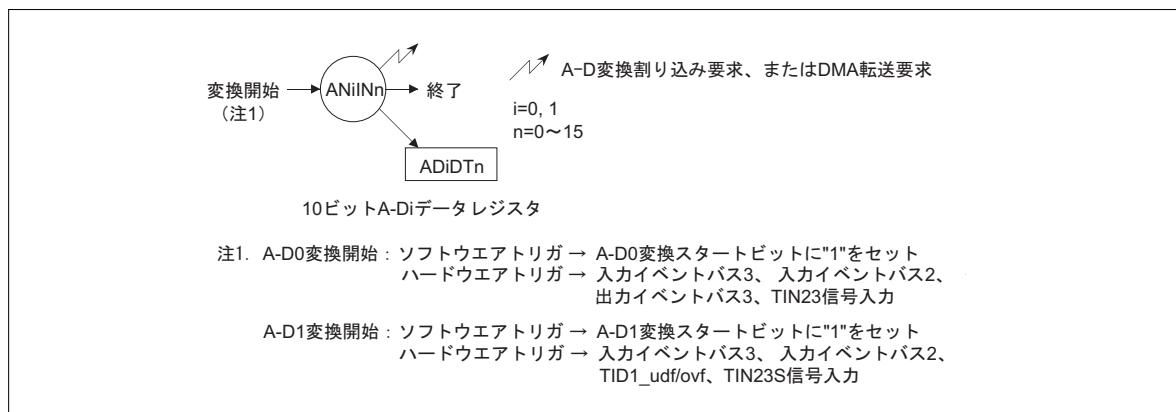 変換開始
（注1）
ANiINn
終了
A-D変換割り込み要求、またはDMA転送要求
i=0, 1
n=0～15
ADiDTn
10ビットA-Diデータレジスタ
注1. A-D0変換開始：ソフトウエアトリガ → A-D0変換スタートビットに"1"をセット
ハードウエアトリガ → 入力イベントバス3、 入力イベントバス2、
出力イベントバス3、TIN23信号入力
A-D1変換開始：ソフトウエアトリガ → A-D1変換スタートビットに"1"をセット
ハードウエアトリガ → 入力イベントバス3、 入力イベントバス2、
TID1_udf/ovf、TIN23S信号入力